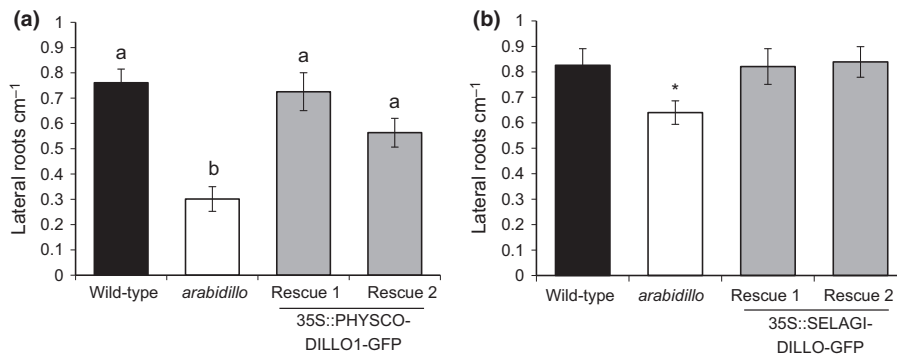 (a)
1
0.9
0.8
0.7
0.6
0.5
0.4
0.3
0.2
0.1
0
Lateral roots cm⁻¹
a
b
a
a
Wild-type arabidillo Rescue 1 Rescue 2
35S::PHYSCO-
DILLO1-GFP
(b)
1
0.9
0.8
0.7
0.6
0.5
0.4
0.3
0.2
0.1
0
Lateral roots cm⁻¹
*
Wild-type arabidillo Rescue 1 Rescue 2
35S::SELAGI-
DILLO-GFP